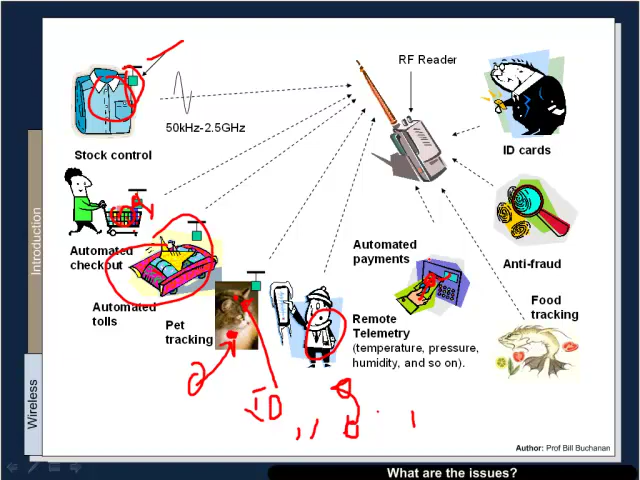 RF Reader
50kHz-2.5GHz
Stock control
ID cards
Automated
checkout
Automated
payments
Anti-fraud
Automated
tolls
Pet
tracking
Remote
Telemetry
(temperature, pressure,
humidity, and so on).
Food
tracking
ID
Introduction
Wireless
Author: Prof Bill Buchanan
What are the issues?